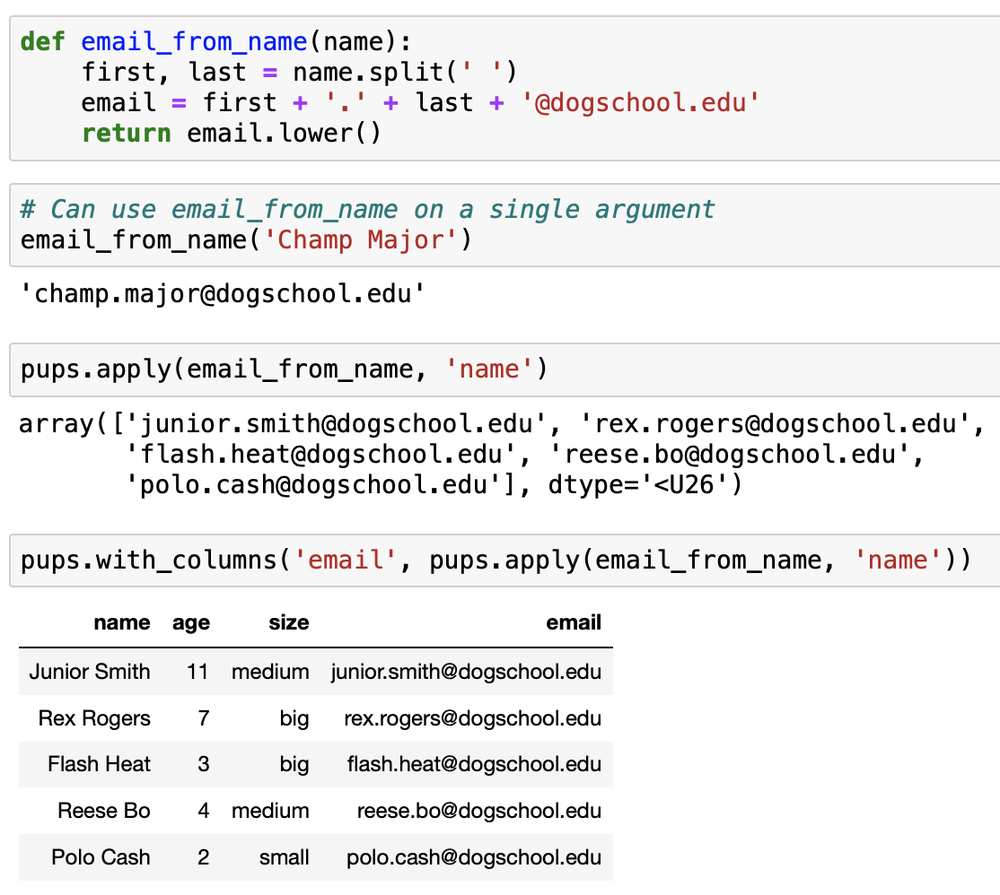 def email_from_name(name):
    first, last = name.split(' ')
    email = first + '.' + last + '@dogschool.edu'
    return email.lower()
# Can use email_from_name on a single argument
email_from_name('Champ Major')
'champ.major@dogschool.edu'
pups.apply(email_from_name, 'name')
array(['junior.smith@dogschool.edu', 'rex.rogers@dogschool.edu',
       'flash.heat@dogschool.edu', 'reese.bo@dogschool.edu',
       'polo.cash@dogschool.edu'], dtype='<U26')
pups.with_columns('email', pups.apply(email_from_name, 'name'))
name age size email
Junior Smith 11 medium junior.smith@dogschool.edu
Rex Rogers 7 big rex.rogers@dogschool.edu
Flash Heat 3 big flash.heat@dogschool.edu
Reese Bo 4 medium reese.bo@dogschool.edu
Polo Cash 2 small polo.cash@dogschool.edu